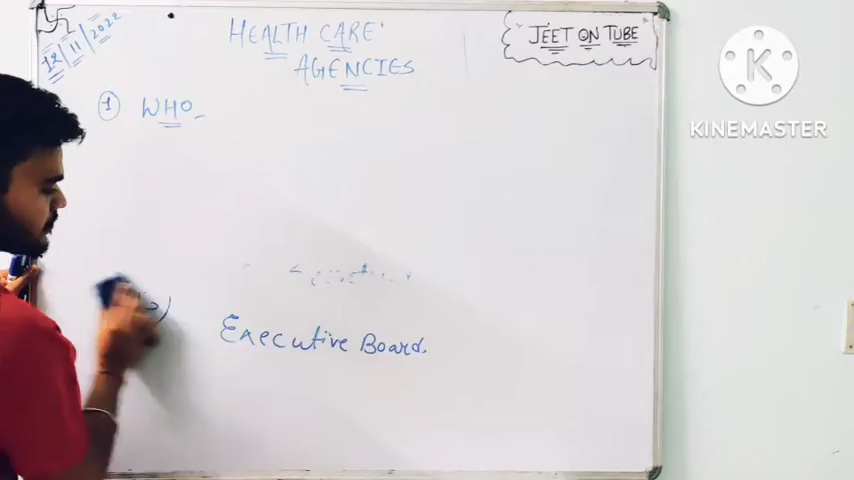 12/11/2022
HEALTH CARE
AGENCIES
"JEET ON TUBE"
K
KINEMASTER
① WHO
Executive Board.